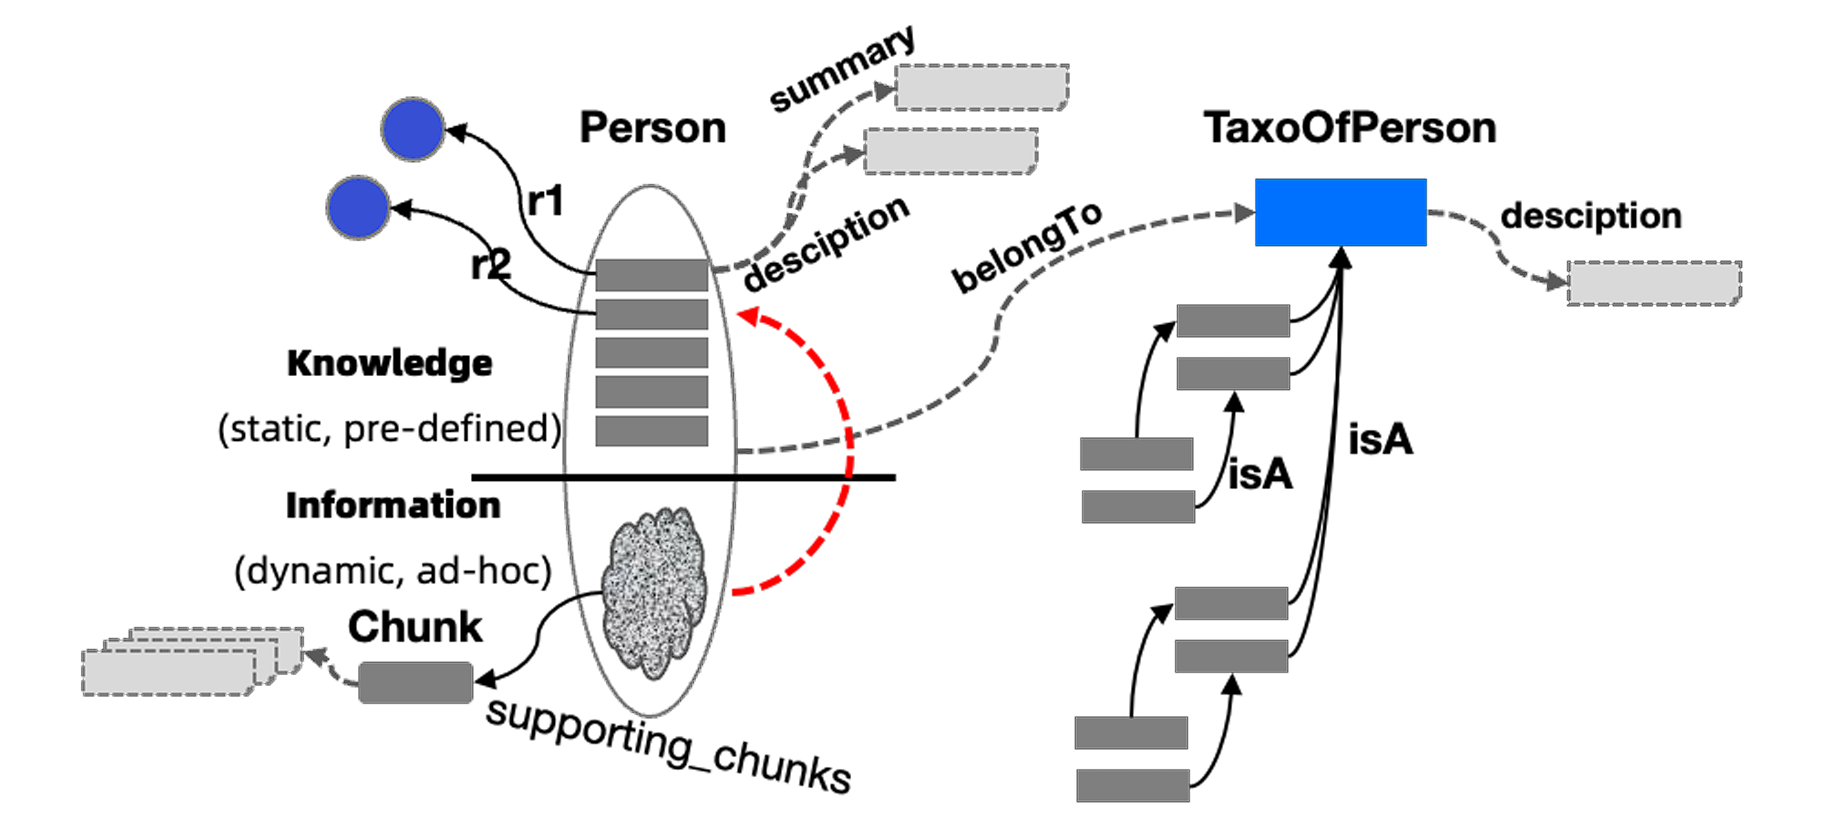 summary
Person
TaxoOfPerson
r1
desciption
belongTo
desciption
r2
Knowledge
(static, pre-defined)
isA
isA
Information
(dynamic, ad-hoc)
Chunk
supporting_chunks